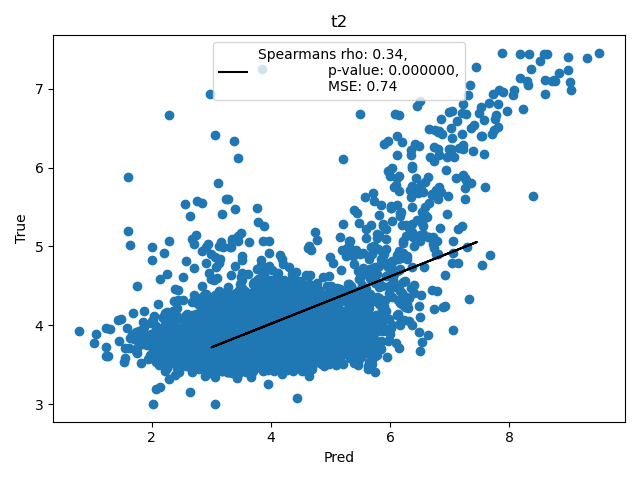 t2
Spearmans rho: 0.34,
p-value: 0.000000,
MSE: 0.74
7
6
5
4
3
True
2 4 6 8
Pred